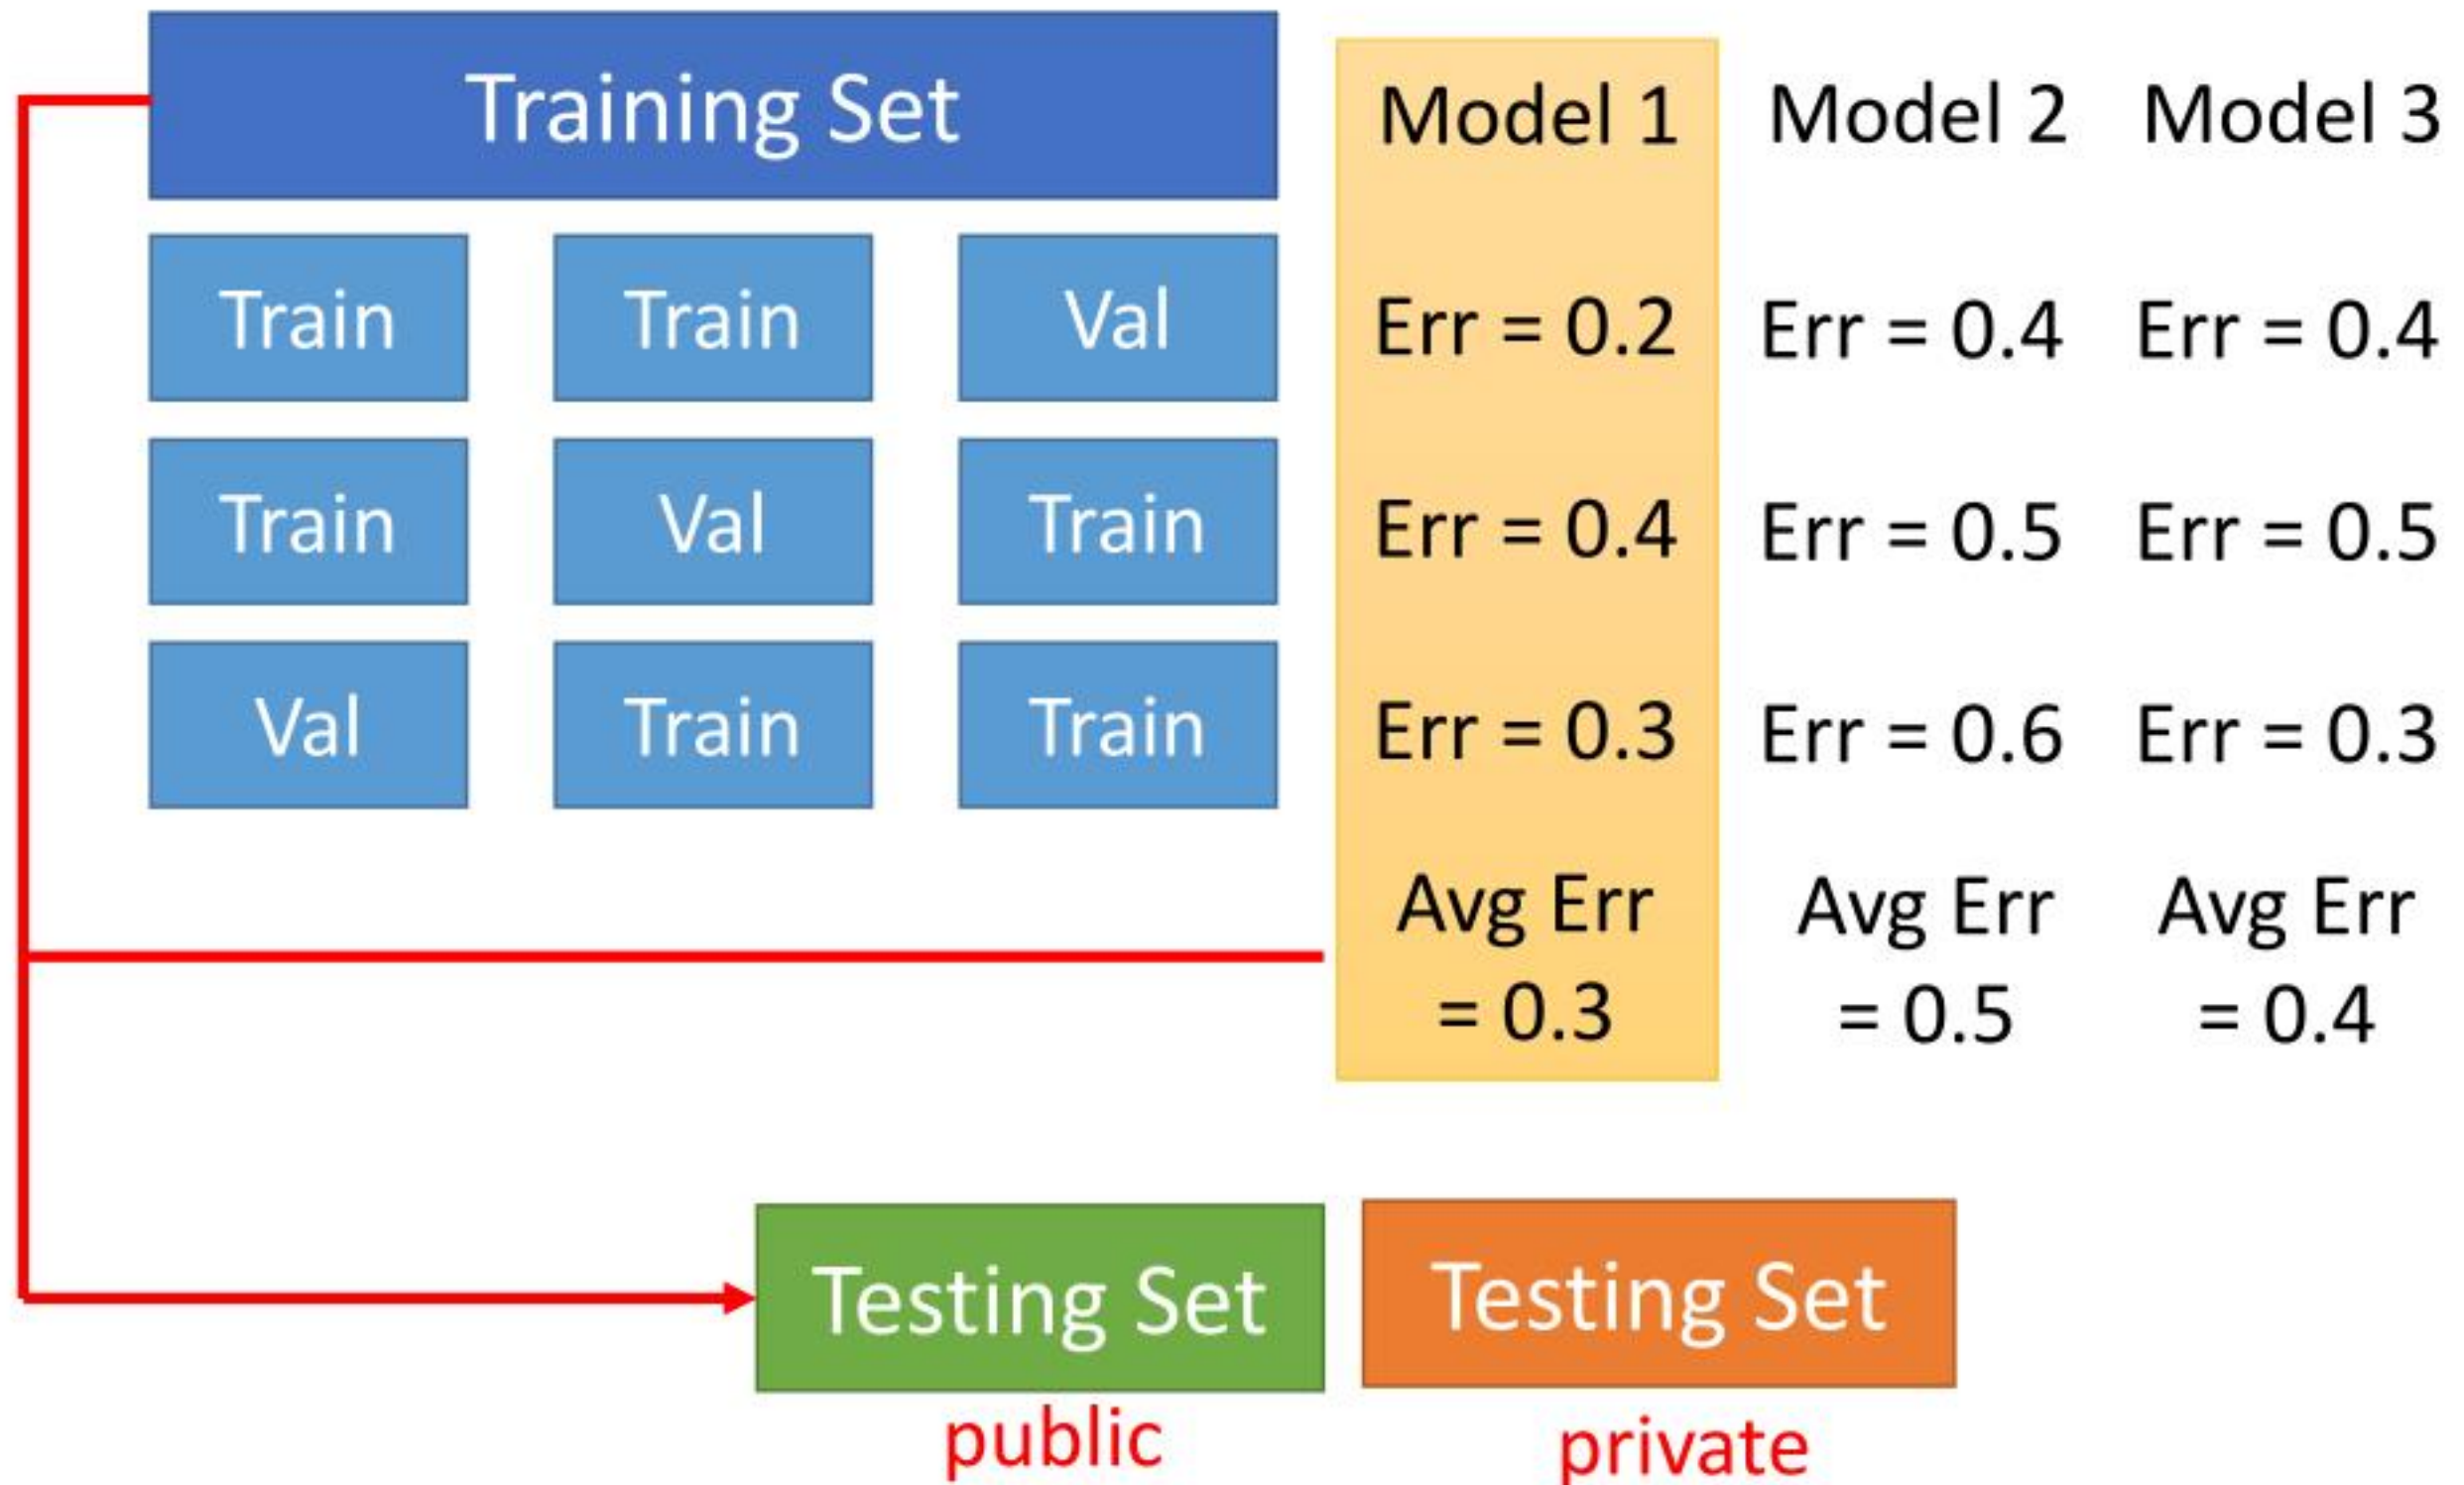 Training Set
Model 1 Model 2 Model 3
Train Train Val Err = 0.2 Err = 0.4 Err = 0.4
Train Val Train Err = 0.4 Err = 0.5 Err = 0.5
Val Train Train Err = 0.3 Err = 0.6 Err = 0.3
Avg Err Avg Err Avg Err
= 0.3 = 0.5 = 0.4
Testing Set Testing Set
public private